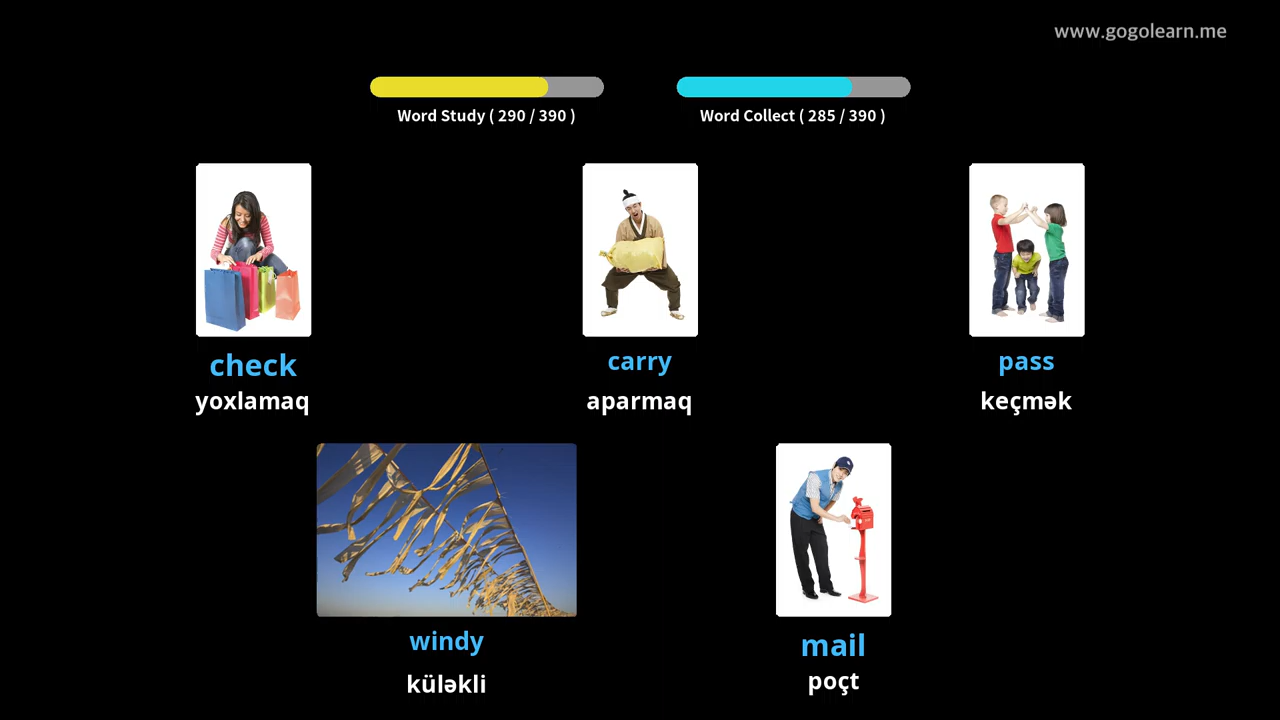 www.gogolearn.me
Word Study ( 290 / 390 )
Word Collect ( 285 / 390 )
check
yoxlamaq
carry
aparmaq
pass
keçmək
windy
küləkli
mail
poçt